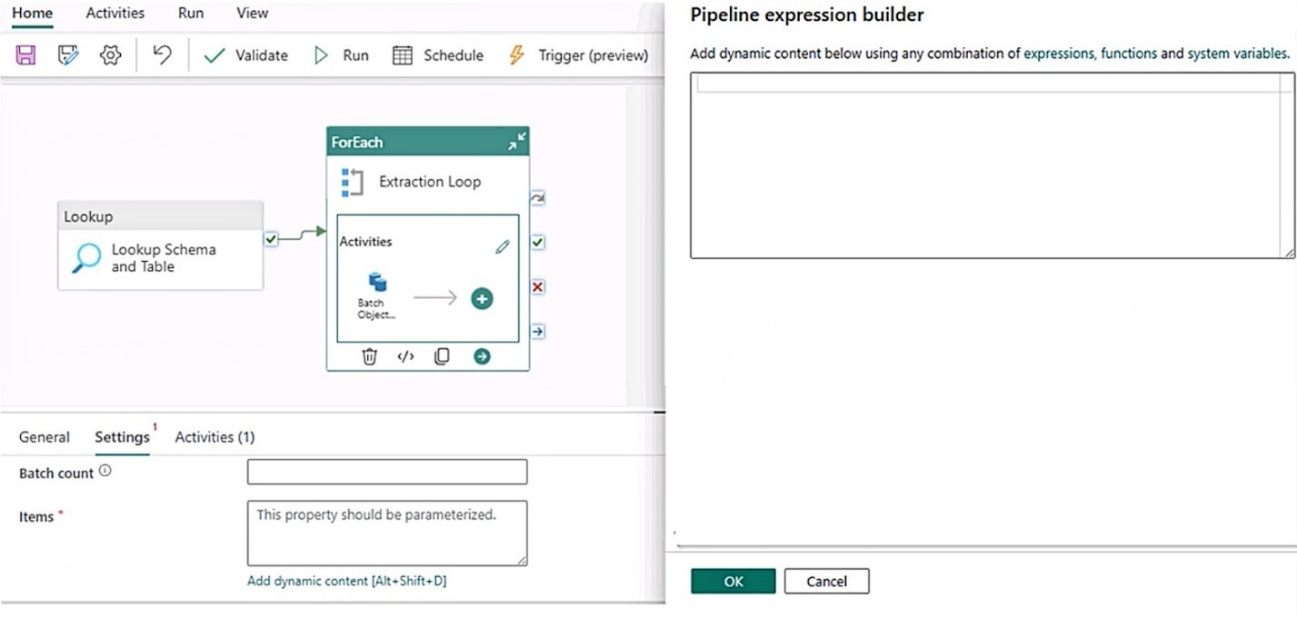 Home Activities Run View
Validate Run Schedule Trigger (preview)
ForEach
Extraction Loop
Lookup
Lookup Schema
and Table
Activities
Batch
Object...
</>
General Settings 1 Activities (1)
Batch count
Items *
This property should be parameterized.
Add dynamic content [Alt+Shift+D]
Pipeline expression builder
Add dynamic content below using any combination of expressions, functions and system variables.
OK Cancel